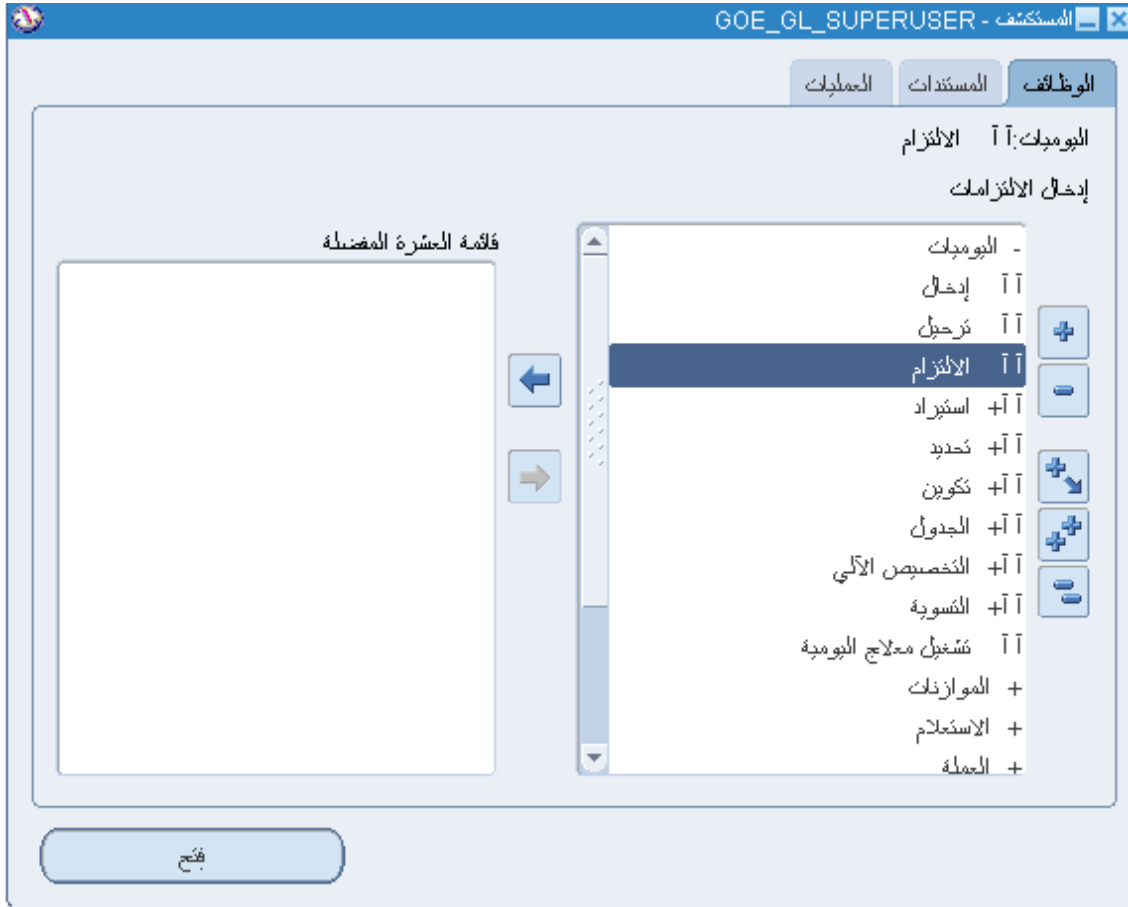 المستكشف - GOE_GL_SUPERUSER
الوظائف المستندات العمليات
اليوميات:آ آ الالتزام
إدخال الالتزامات
- اليوميات
آ آ إدخال
آ آ ترحيل
آ آ الالتزام
آ آ+ استيراد
آ آ+ تحديد
آ آ+ تكوين
آ آ+ الجدول
آ آ+ التخصيص الآلي
آ آ+ التسوية
آ آ تشغيل معلاج اليومية
+ الموازنات
+ الاستعلام
+ العملة
قائمة العشرة المفضلة
فتح